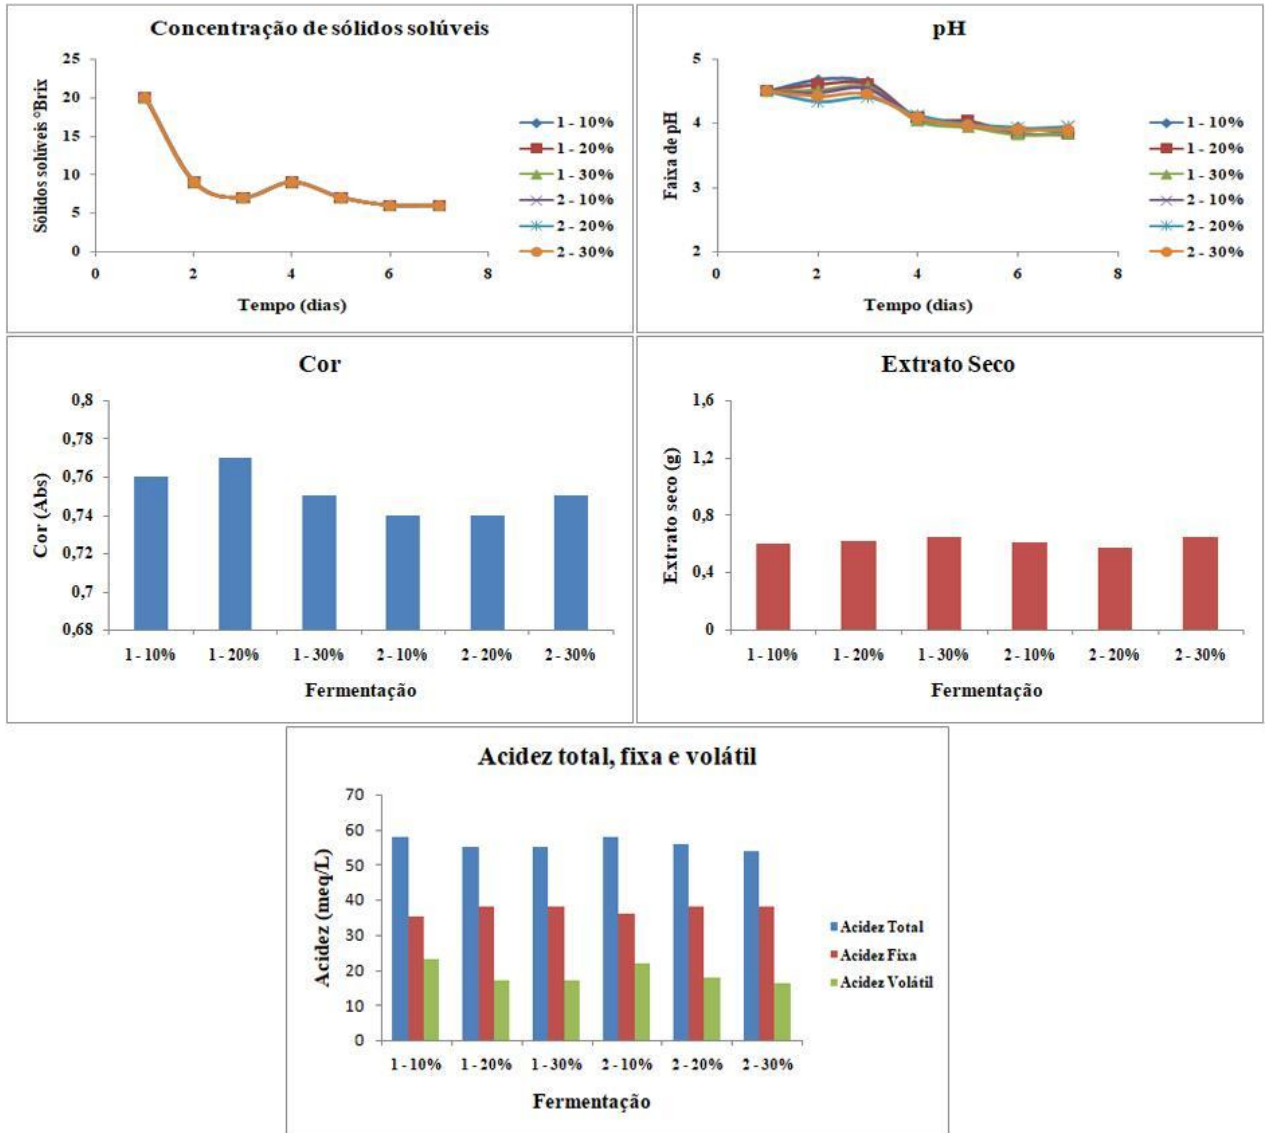 Concentração de sólidos solúveis
Sólidos solúveis °Brix
25
20
15
10
5
0
0 2 4 6 8
Tempo (dias)
1 - 10%
1 - 20%
1 - 30%
2 - 10%
2 - 20%
2 - 30%
pH
Faixa de pH
5
4
3
2
0 2 4 6 8
Tempo (dias)
1 - 10%
1 - 20%
1 - 30%
2 - 10%
2 - 20%
2 - 30%
Cor
Cor (Abs)
0,8
0,78
0,76
0,74
0,72
0,7
0,68
1 - 10% 1 - 20% 1 - 30% 2 - 10% 2 - 20% 2 - 30%
Fermentação
Extrato Seco
Extrato seco (g)
1,6
1,2
0,8
0,4
0
1 - 10% 1 - 20% 1 - 30% 2 - 10% 2 - 20% 2 - 30%
Fermentação
Acidez total, fixa e volátil
Acidez (meq/L)
70
60
50
40
30
20
10
0
1 - 10% 1 - 20% 1 - 30% 2 - 10% 2 - 20% 2 - 30%
Fermentação
Acidez Total
Acidez Fixa
Acidez Volátil